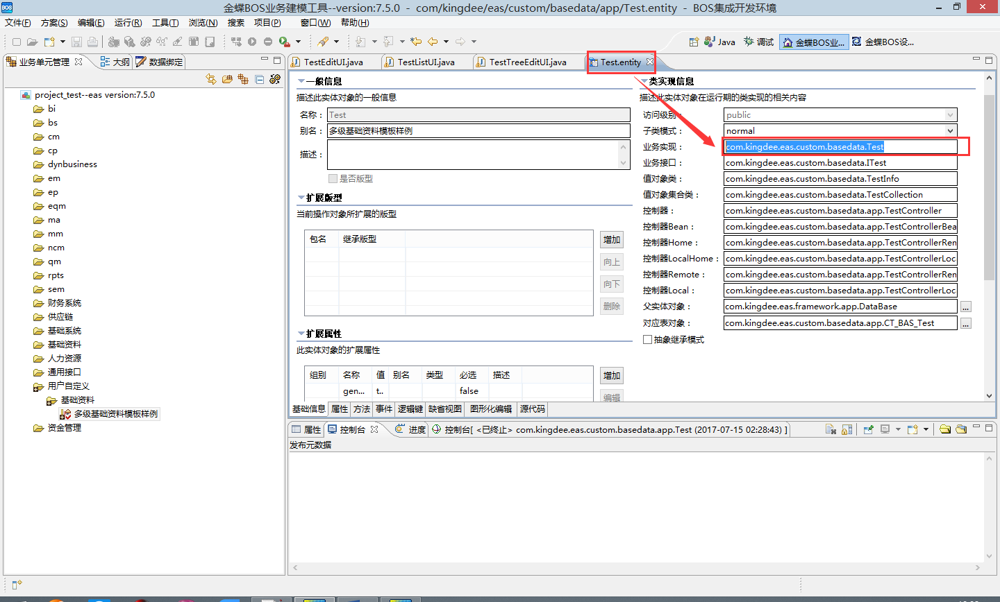 BOS 金蝶BOS业务建模工具--version:7.5.0 - com/kingdee/eas/custom/basedata/app/Test.entity - BOS集成开发环境
文件(F) 方案(S) 编辑(E) 运行(R) 工具(T) 浏览(N) 搜索 项目(P) 窗口(W) 帮助(H)
Java 调试 金蝶BOS业... 金蝶BOS设...
业务单元管理 大纲 数据绑定
project_test--eas version:7.5.0
bi
bs
cm
cp
dynbusiness
em
ep
eqm
ma
mm
ncm
qm
rpts
sem
财务系统
供应链
基础系统
基础资料
人力资源
通用接口
用户自定义
基础资料
多级基础资料模板样例
资金管理
TestEditUI.java TestListUI.java TestTreeEditUI.java Test.entity
一般信息
描述此实体对象的一般信息
名称： Test
别名： 多级基础资料模板样例
描述：
是否版型
扩展版型
当前操作对象所扩展的版型
包名 继承版型
增加
向上
向下
删除
扩展属性
此实体对象的扩展属性
组别 名称 值 别名 类型 必选 描述
gen... t.. false
增加
编辑
类实现信息
描述此实体对象在运行期的类实现的相关内容
访问级别： public
子类模式： normal
业务实现： com.kingdee.eas.custom.basedata.Test
业务接口： com.kingdee.eas.custom.basedata.ITest
值对象类： com.kingdee.eas.custom.basedata.TestInfo
值对象集合类： com.kingdee.eas.custom.basedata.TestCollection
控制器： com.kingdee.eas.custom.basedata.app.TestController
控制器Bean： com.kingdee.eas.custom.basedata.app.TestControllerBea
控制器Home： com.kingdee.eas.custom.basedata.app.TestControllerRen
控制器LocalHome： com.kingdee.eas.custom.basedata.app.TestControllerLoc
控制器Remote： com.kingdee.eas.custom.basedata.app.TestControllerRen
控制器Local： com.kingdee.eas.custom.basedata.app.TestControllerLoc
父实体对象： com.kingdee.eas.framework.app.DataBase ...
对应表对象： com.kingdee.eas.custom.basedata.app.CT_BAS_Test ...
抽象继承模式
基础信息 属性 方法 事件 逻辑键 缺省视图 图形化编辑 源代码
属性 控制台 进度 控制台[ <已终止> com.kingdee.eas.custom.basedata.app.Test (2017-07-15 02:28:43) ]
发布元数据